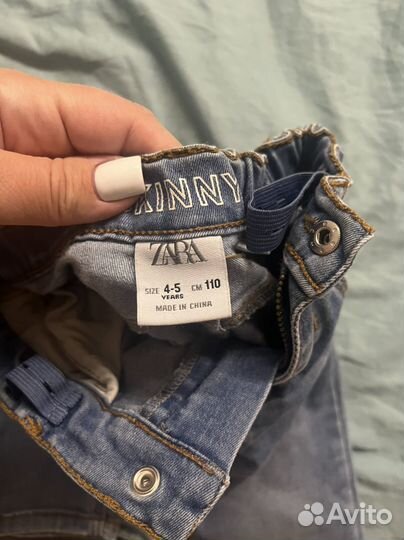 KINNY
ZARA
SIZE 4-5 CM 110
YEARS
MADE IN CHINA
Avito